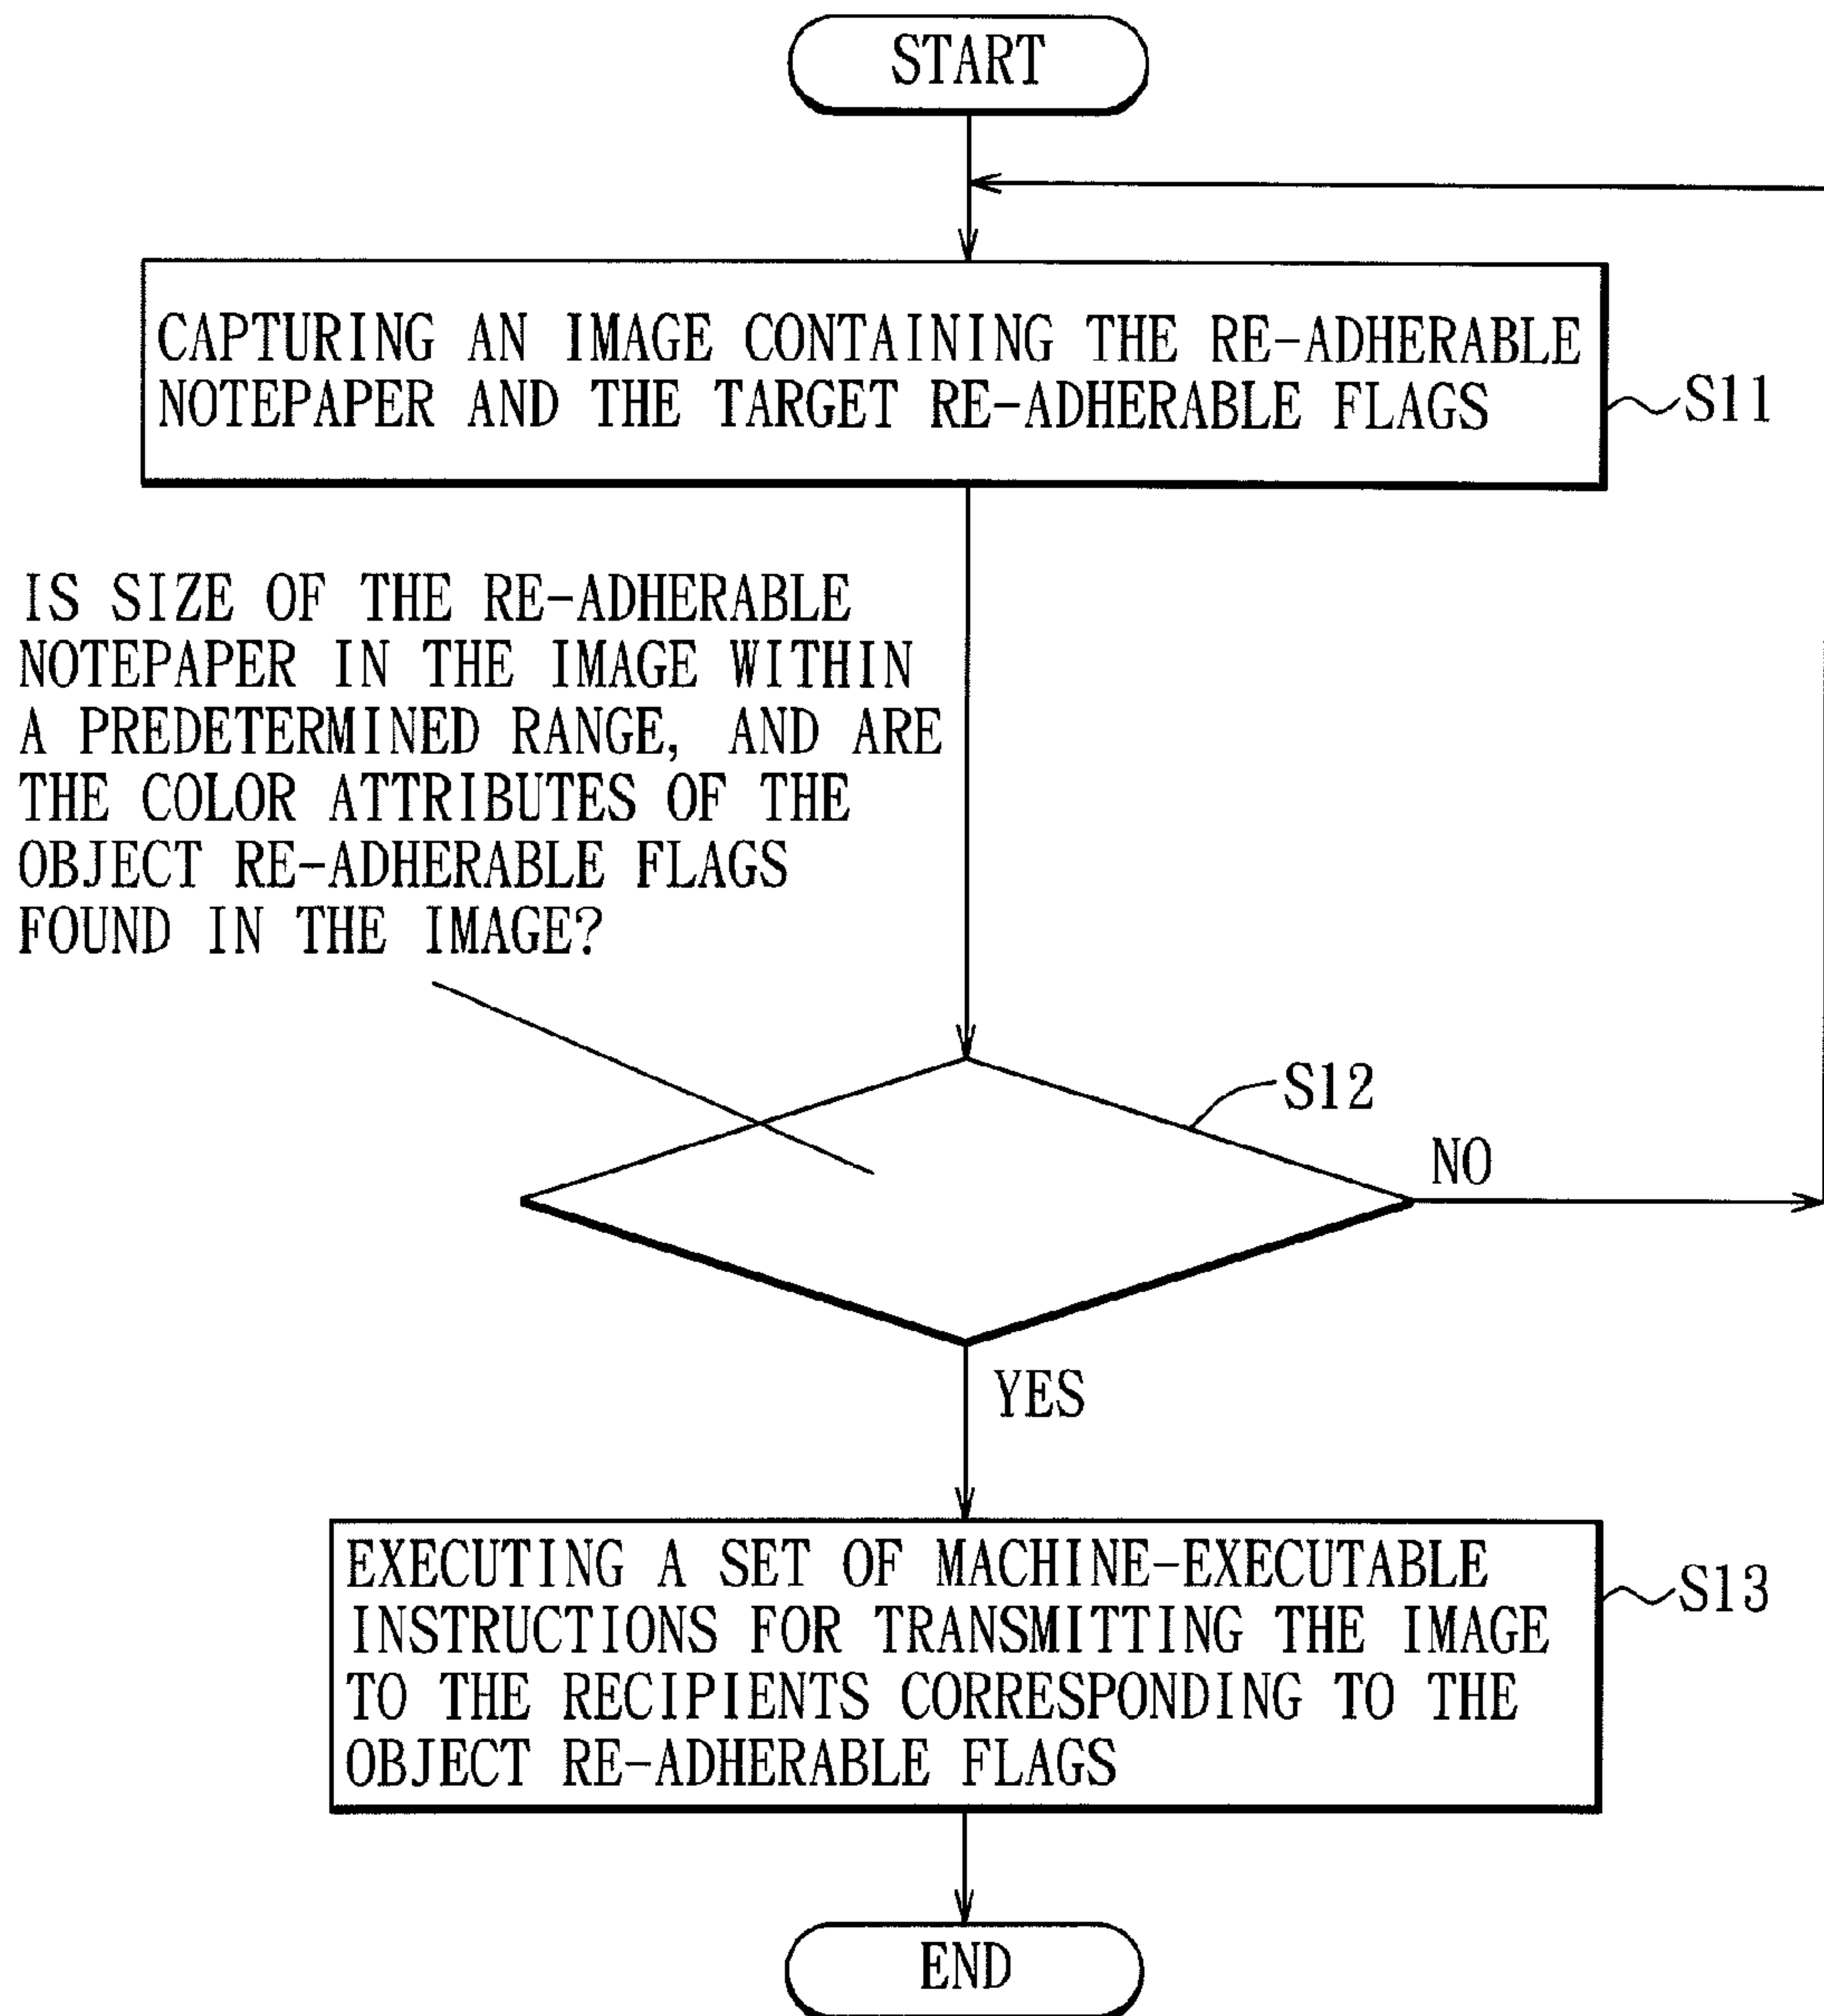 START
CAPTURING AN IMAGE CONTAINING THE RE-ADHERABLE
NOTEPAPER AND THE TARGET RE-ADHERABLE FLAGS
S11
IS SIZE OF THE RE-ADHERABLE
NOTEPAPER IN THE IMAGE WITHIN
A PREDETERMINED RANGE, AND ARE
THE COLOR ATTRIBUTES OF THE
OBJECT RE-ADHERABLE FLAGS
FOUND IN THE IMAGE?
S12
NO
YES
EXECUTING A SET OF MACHINE-EXECUTABLE
INSTRUCTIONS FOR TRANSMITTING THE IMAGE
TO THE RECIPIENTS CORRESPONDING TO THE
OBJECT RE-ADHERABLE FLAGS
S13
END